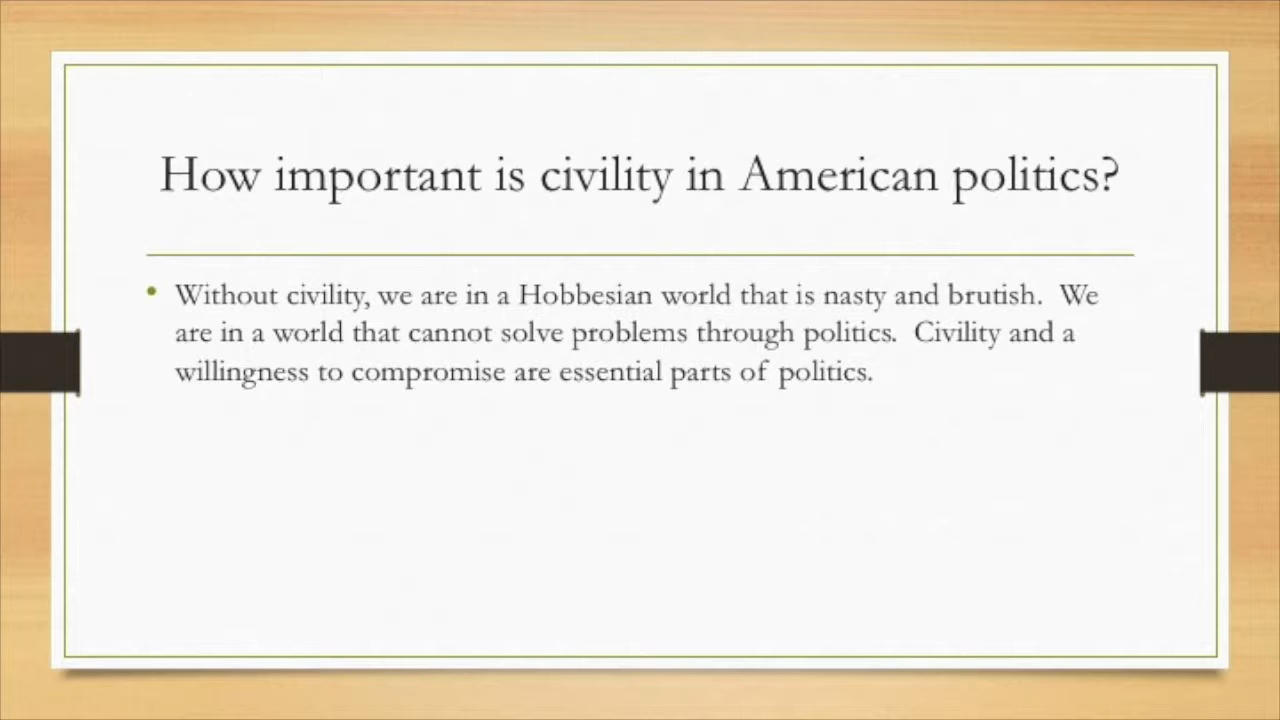 How important is civility in American politics?
• Without civility, we are in a Hobbesian world that is nasty and brutish.  We
are in a world that cannot solve problems through politics.  Civility and a
willingness to compromise are essential parts of politics.